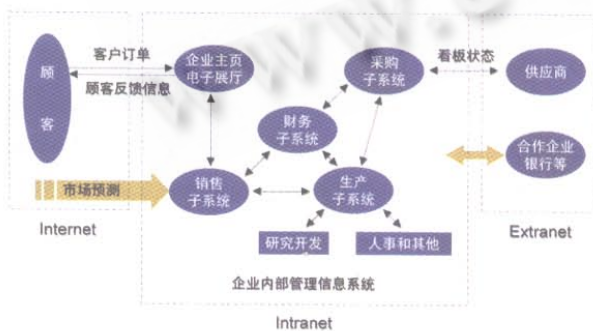 顾
客
客户订单
顾客反馈信息
市场预测
Internet
企业主页
电子展厅
采购
子系统
看板状态
财务
子系统
销售
子系统
生产
子系统
研究开发
人事和其他
企业内部管理信息系统
Intranet
供应商
合作企业
银行等
Extranet